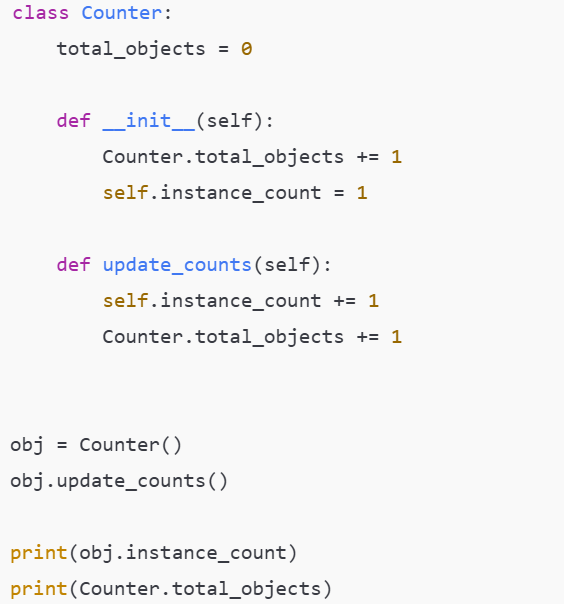 class Counter:
    total_objects = 0

    def __init__(self):
        Counter.total_objects += 1
        self.instance_count = 1

    def update_counts(self):
        self.instance_count += 1
        Counter.total_objects += 1


obj = Counter()
obj.update_counts()

print(obj.instance_count)
print(Counter.total_objects)